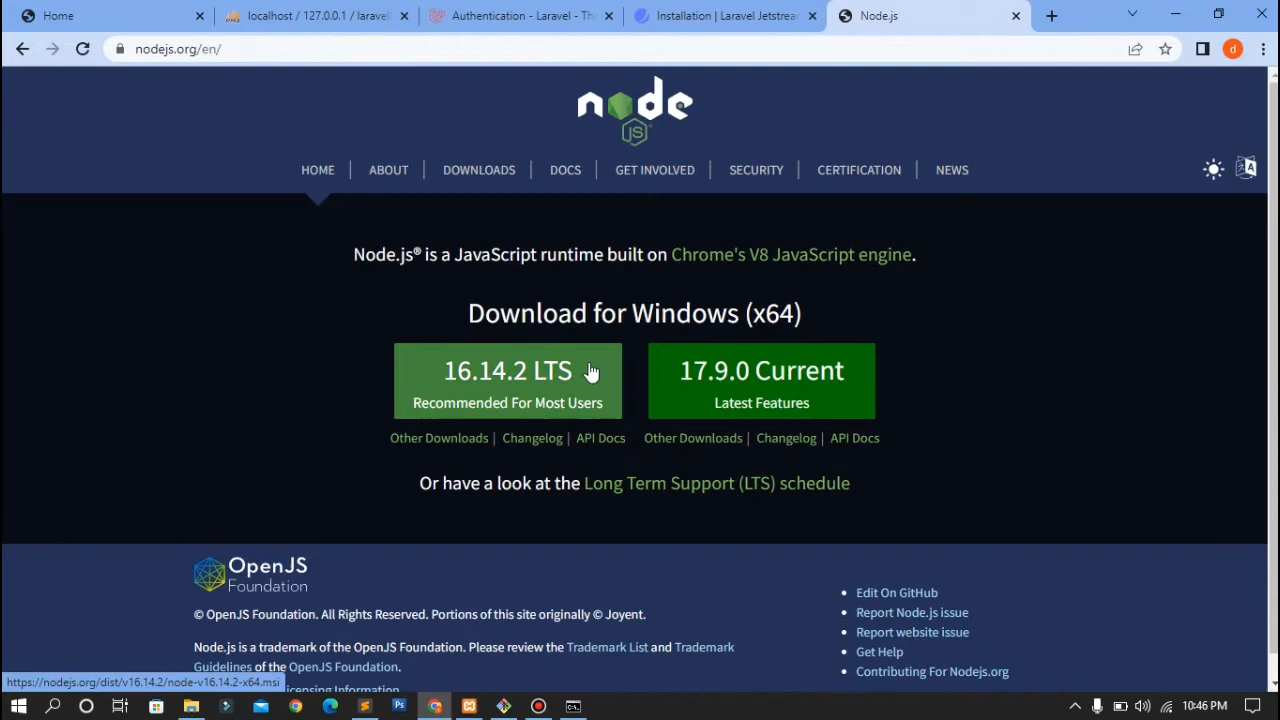 Home
localhost / 127.0.0.1 / laravel
Authentication - Laravel - Th
Installation | Laravel Jetstream
Node.js
nodejs.org/en/
d
node
JS
HOME
ABOUT
DOWNLOADS
DOCS
GET INVOLVED
SECURITY
CERTIFICATION
NEWS
Node.js® is a JavaScript runtime built on Chrome's V8 JavaScript engine.
Download for Windows (x64)
16.14.2 LTS
Recommended For Most Users
17.9.0 Current
Latest Features
Other Downloads | Changelog | API Docs
Other Downloads | Changelog | API Docs
Or have a look at the Long Term Support (LTS) schedule
OpenJS
Foundation
© OpenJS Foundation. All Rights Reserved. Portions of this site originally © Joyent.
Node.js is a trademark of the OpenJS Foundation. Please review the Trademark List and Trademark
Guidelines of the OpenJS Foundation.
Licensing Information
Edit On GitHub
Report Node.js issue
Report website issue
Get Help
Contributing For Nodejs.org
https://nodejs.org/dist/v16.14.2/node-v16.14.2-x64.msi
Ps
10:46 PM